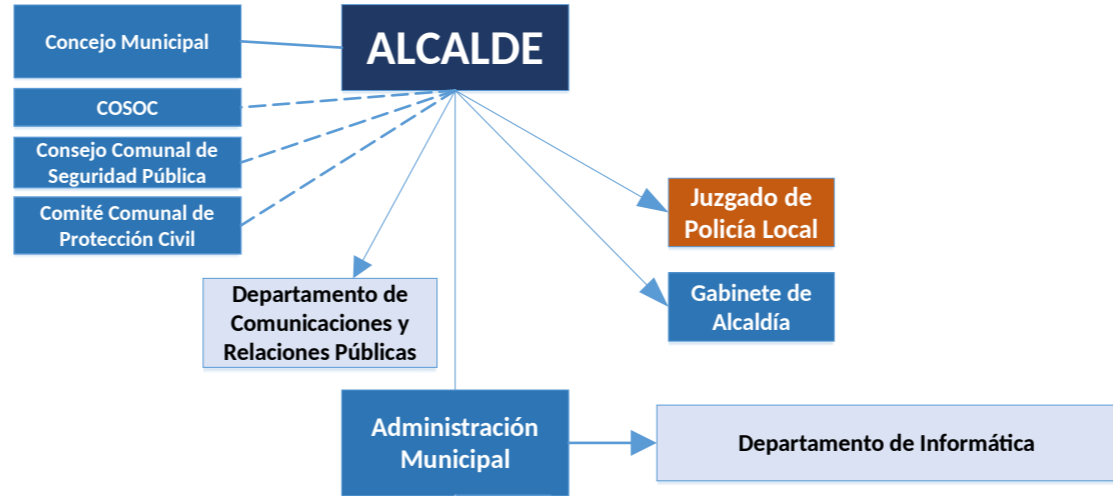 Concejo Municipal
ALCALDE
COSOC
Consejo Comunal de
Seguridad Pública
Comité Comunal de
Protección Civil
Juzgado de
Policía Local
Departamento de
Comunicaciones y
Relaciones Públicas
Gabinete de
Alcaldía
Administración
Municipal
Departamento de Informática